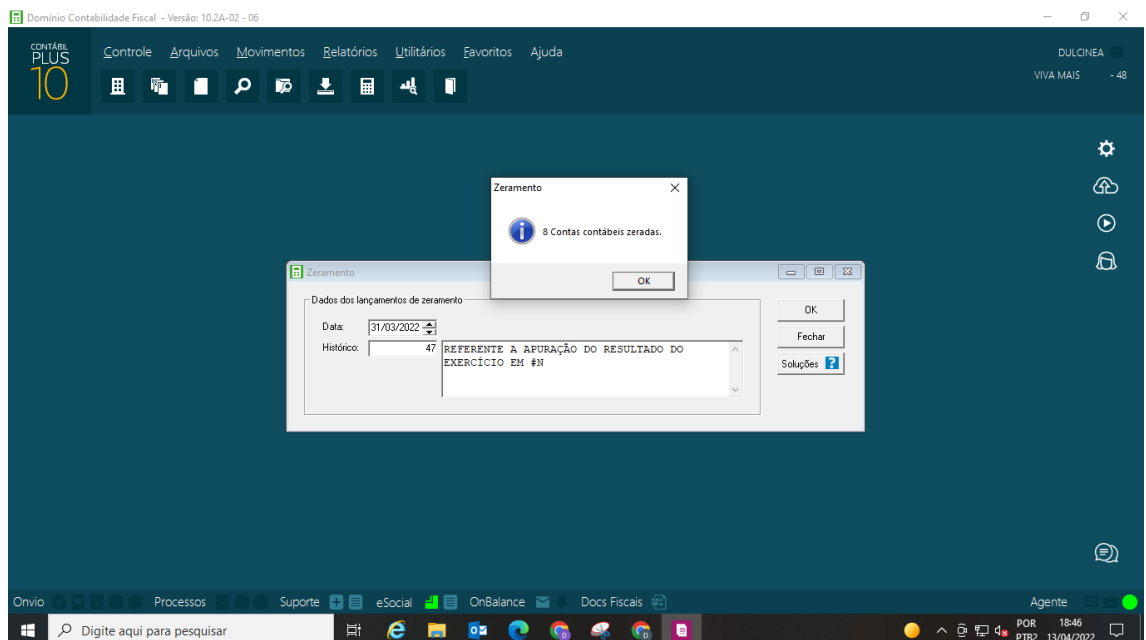 Domínio Contabilidade Fiscal - Versão: 10.2A-02 - 06
CONTÁBIL
PLUS
10
Controle Arquivos Movimentos Relatórios Utilitários Favoritos Ajuda
DULCINEA
VIVA MAIS - 48
Zeramento
8 Contas contábeis zeradas.
OK
Zeramento
Dados dos lançamentos de zeramento
Data: 31/03/2022
Histórico: 47 REFERENTE A APURAÇÃO DO RESULTADO DO
EXERCÍCIO EM #N
OK
Fechar
Soluções ?
Onvio Processos Suporte eSocial OnBalance Docs Fiscais Agente
Digite aqui para pesquisar
POR 18:46
PTB2 13/04/2022